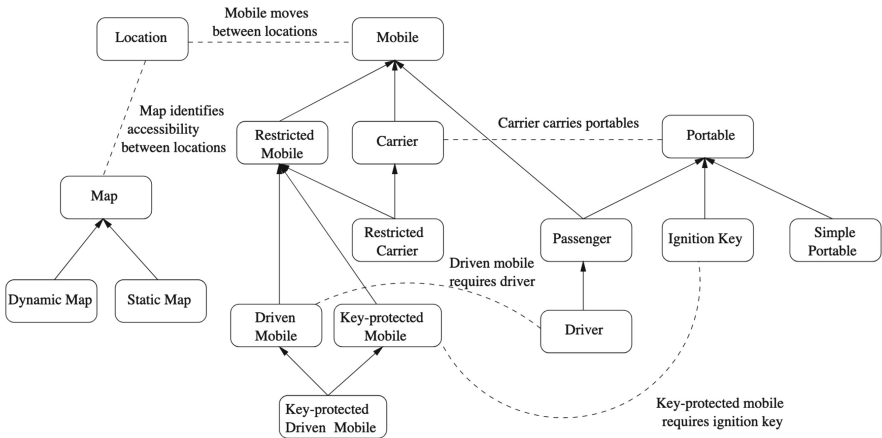 Mobile moves
between locations
Location
Mobile
Map identifies
accessibility
between locations
Restricted
Mobile
Carrier
Carrier carries portables
Portable
Map
Restricted
Carrier
Passenger
Ignition Key
Simple
Portable
Driven mobile
requires driver
Dynamic Map
Static Map
Driven
Mobile
Key-protected
Mobile
Driver
Key-protected
Driven Mobile
Key-protected mobile
requires ignition key